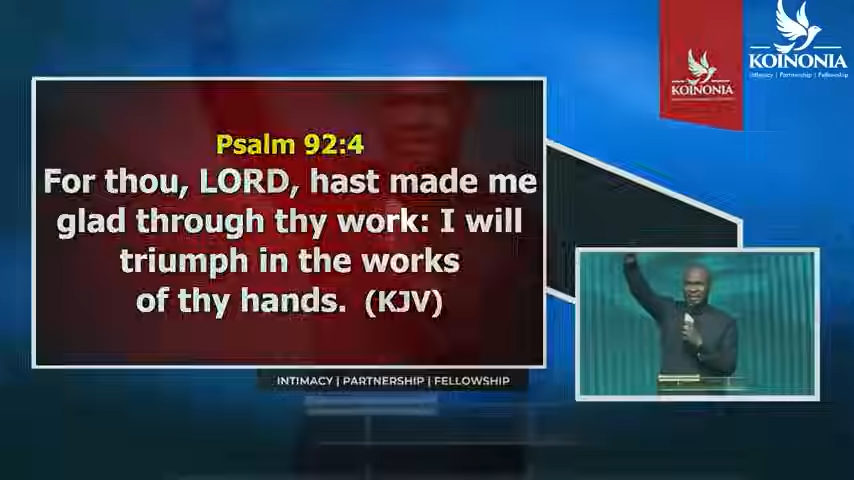 Psalm 92:4
For thou, LORD, hast made me
glad through thy work: I will
triumph in the works
of thy hands. (KJV)
INTIMACY | PARTNERSHIP | FELLOWSHIP
KOINONIA
KOINONIA
Intimacy | Partnership | Fellowship